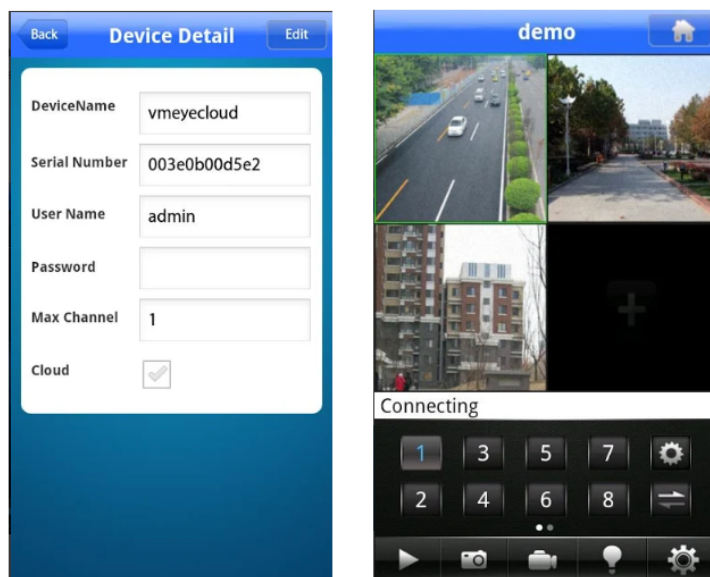 Back
Device Detail
Edit
DeviceName
vmeyecloud
Serial Number
003e0b00d5e2
User Name
admin
Password
Max Channel
1
Cloud
demo
Connecting
1 3 5 7
2 4 6 8